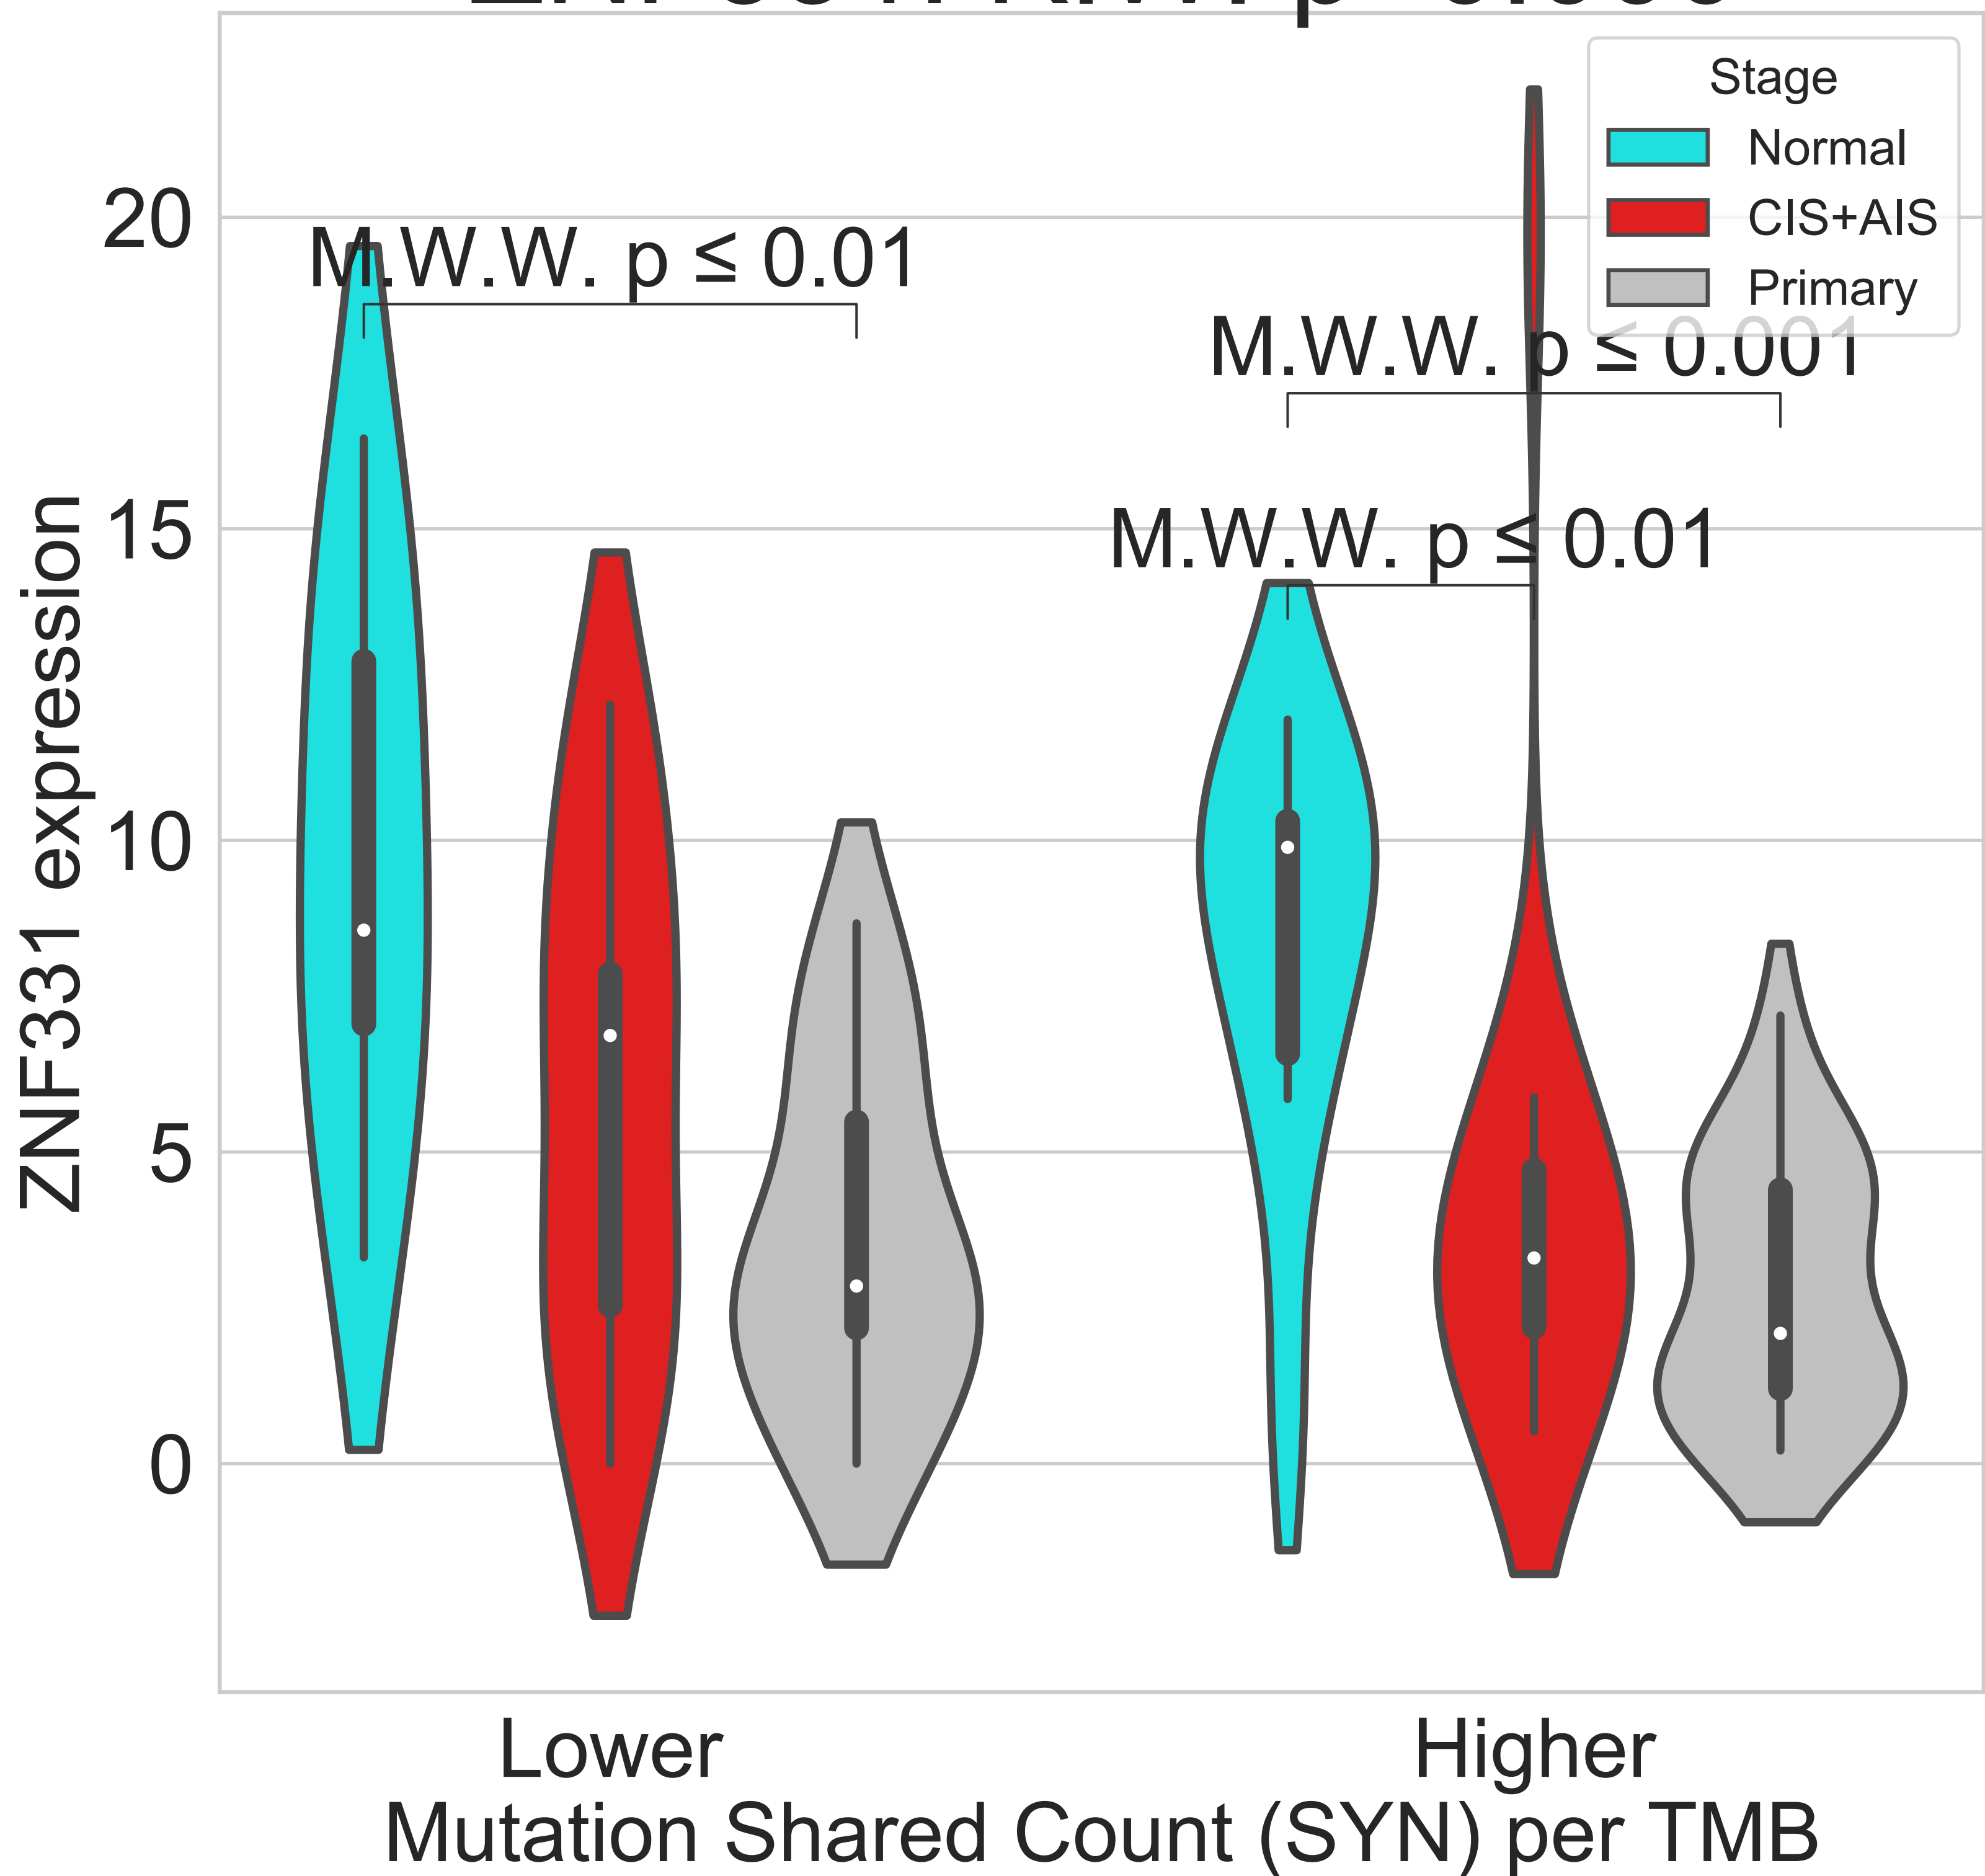 Stage
Normal
CIS+AIS
Primary
20
15
10
5
0
ZNF331 expression
M.W.W. p ≤ 0.01
M.W.W. p ≤ 0.001
M.W.W. p ≤ 0.01
Lower
Higher
Mutation Shared Count (SYN) per TMB